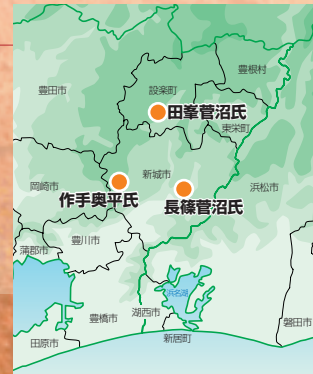 豊根村
豊田市
設楽町
田峯菅沼氏
東栄町
新城市
岡崎市
作手奥平氏
長篠菅沼氏
浜松市
豊川市
蒲郡市
浜名湖
湖西市
豊橋市
磐田市
新居町
田原市